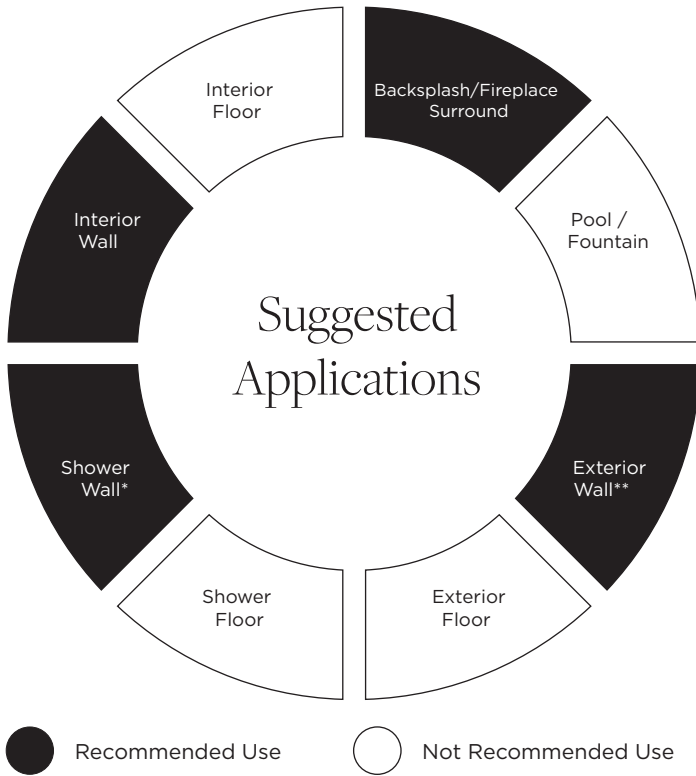 Interior
Floor
Backsplash/Fireplace
Surround
Interior
Wall
Pool /
Fountain
Suggested
Applications
Shower
Wall*
Exterior
Wall**
Shower
Floor
Exterior
Floor
Recommended Use
Not Recommended Use